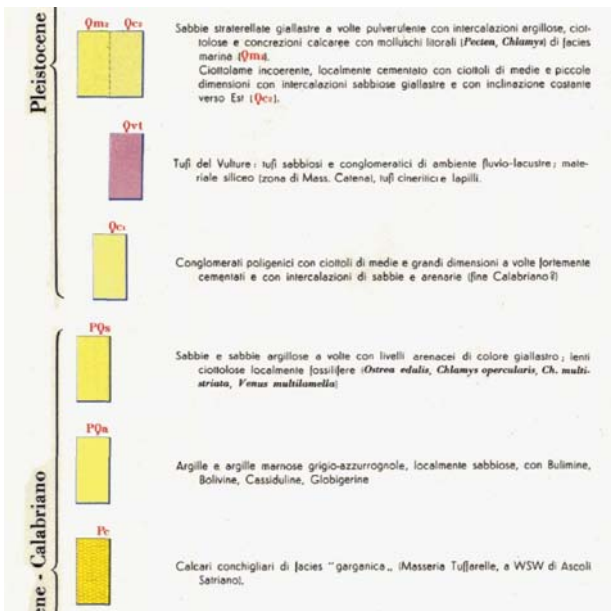 Pleistocene
Qm₂ Qc₂
Sabbie straterellate giallastre a volte pulverulente con intercalazioni argillose, ciot-
tolose e concrezioni calcaree con molluschi litorali (Pecten, Chlamys) di facies
marina (Qm₂).
Ciottolame incoerente, localmente cementato con ciottoli di medie e piccole
dimensioni con intercalazioni sabbiose giallastre e con inclinazione costante
verso Est (Qc₂).
Qvt
Tufi del Vulture: tufi sabbiosi e conglomeratici di ambiente fluvio-lacustre; mate-
riale siliceo (zona di Mass. Catena), tufi cineritici e lapilli.
Qc₁
Conglomerati poligenici con ciottoli di medie e grandi dimensioni a volte fortemente
cementati e con intercalazioni di sabbie e arenarie (fine Calabriano?)
PQs
Sabbie e sabbie argillose a volte con livelli arenacei di colore giallastro; lenti
ciottolose localmente fossilifere (Ostrea edulis, Chlamys opercularis, Ch. multi-
striata, Venus multilamella)
PQa
Argille e argille marnose grigio-azzurrognole, localmente sabbiose, con Bulimine,
Bolivine, Cassiduline, Globigerine
ene - Calabriano
Pc
Calcari conchigliari di facies "garganica,, (Masseria Tuffarelle, a WSW di Ascoli
Satriano).